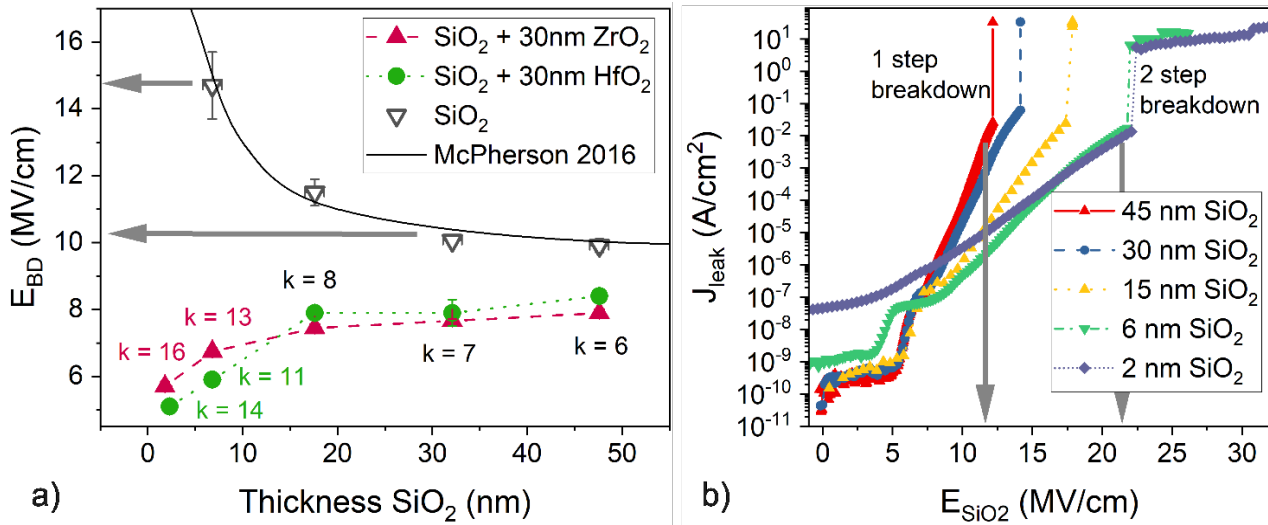 16
14
12
10
8
6
E_BD (MV/cm)
SiO₂ + 30nm ZrO₂
SiO₂ + 30nm HfO₂
SiO₂
McPherson 2016
k = 16
k = 13
k = 8
k = 14
k = 11
k = 7
k = 6
0 10 20 30 40 50
Thickness SiO₂ (nm)
a)
b)
10¹
10⁰
10⁻¹
10⁻²
10⁻³
10⁻⁴
10⁻⁵
10⁻⁶
10⁻⁷
10⁻⁸
10⁻⁹
10⁻¹⁰
10⁻¹¹
J_leak (A/cm²)
1 step
breakdown
2 step
breakdown
45 nm SiO₂
30 nm SiO₂
15 nm SiO₂
6 nm SiO₂
2 nm SiO₂
0 5 10 15 20 25 30
E_SiO2 (MV/cm)